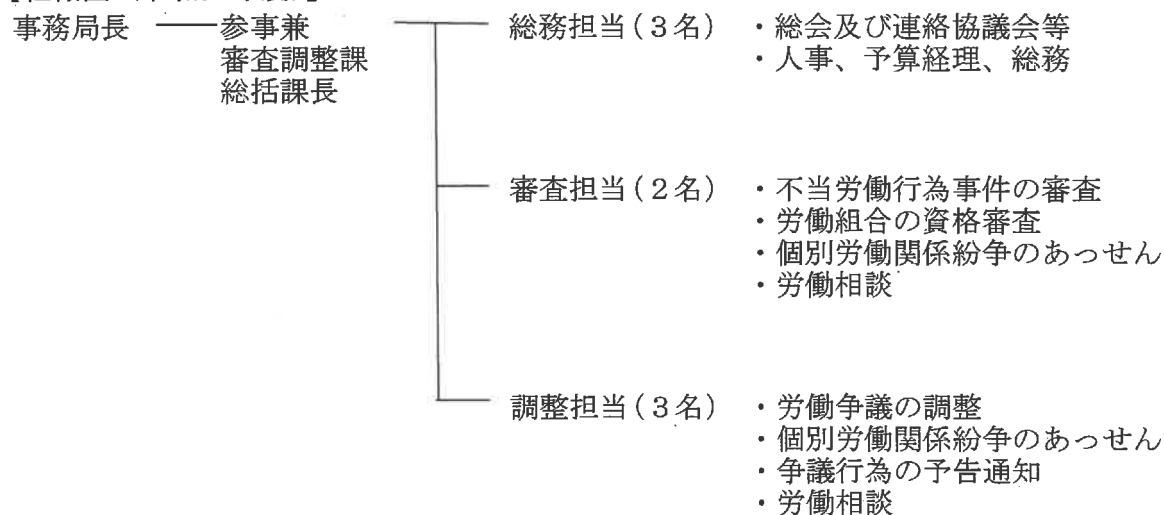 事務局長 参事兼 総務担当(3名) ・総会及び連絡協議会等
審査調整課 ・人事、予算経理、総務
総括課長
審査担当(2名) ・不当労働行為事件の審査
・労働組合の資格審査
・個別労働関係紛争のあっせん
・労働相談
調整担当(3名) ・労働争議の調整
・個別労働関係紛争のあっせん
・争議行為の予告通知
・労働相談